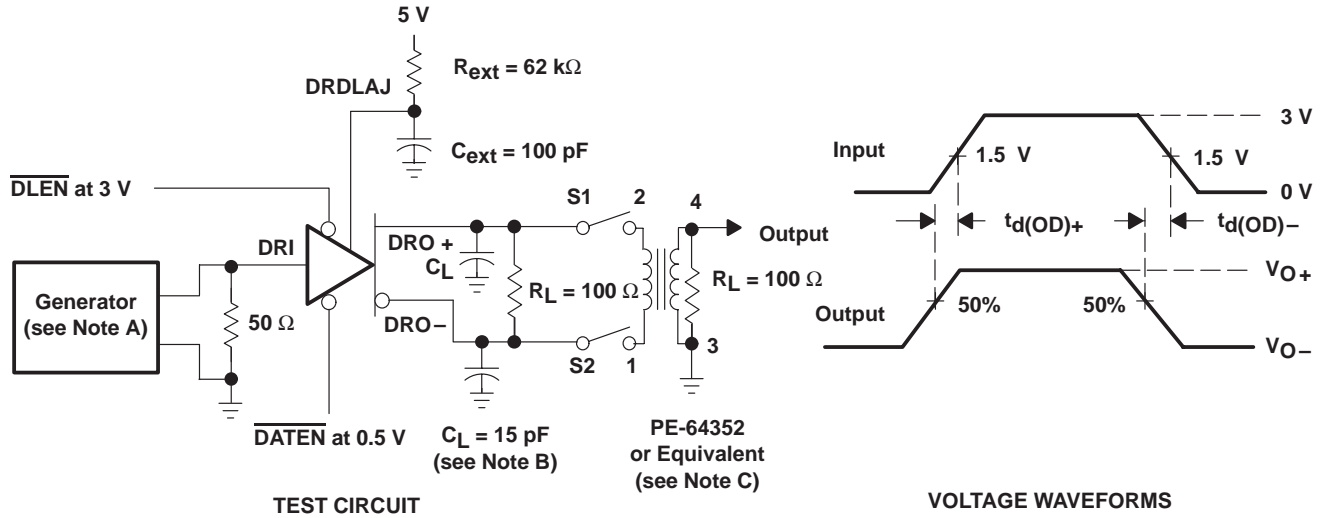 5 V
Rext = 62 kΩ
DRDLAJ
Cext = 100 pF
DLEN at 3 V
DRI
Generator
(see Note A)
50 Ω
DATEN at 0.5 V
DRO +
CL
RL = 100 Ω
DRO–
CL = 15 pF
(see Note B)
S1
2
S2
1
4
Output
RL = 100 Ω
3
PE-64352
or Equivalent
(see Note C)
TEST CIRCUIT
3 V
Input
1.5 V
1.5 V
0 V
td(OD)+
td(OD)–
VO+
50%
50%
Output
VO–
VOLTAGE WAVEFORMS